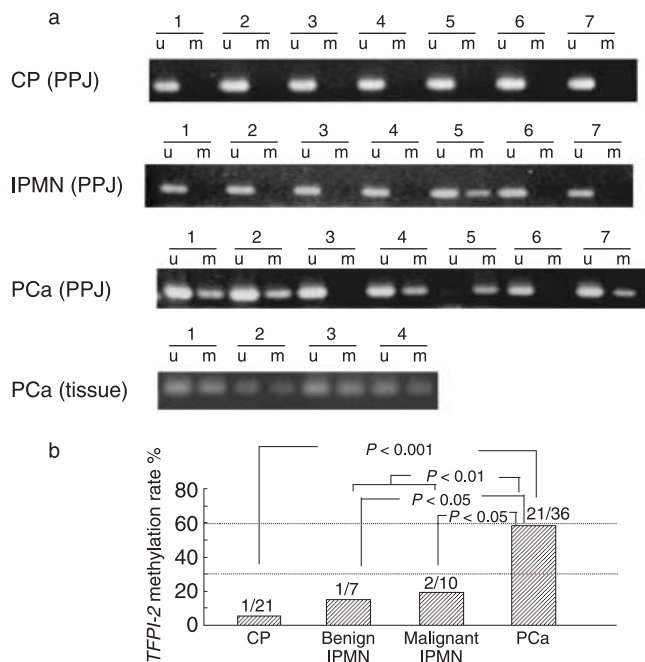 a
1 2 3 4 5 6 7
u m u m u m u m u m u m u m
CP (PPJ)
1 2 3 4 5 6 7
u m u m u m u m u m u m u m
IPMN (PPJ)
1 2 3 4 5 6 7
u m u m u m u m u m u m u m
PCa (PPJ)
1 2 3 4
u m u m u m u m
PCa (tissue)
b
P < 0.001
P < 0.01
P < 0.05
P < 0.05
TFPI-2 methylation rate %
80
60
40
20
0
1/21
1/7
2/10
21/36
CP
Benign
IPMN
Malignant
IPMN
PCa